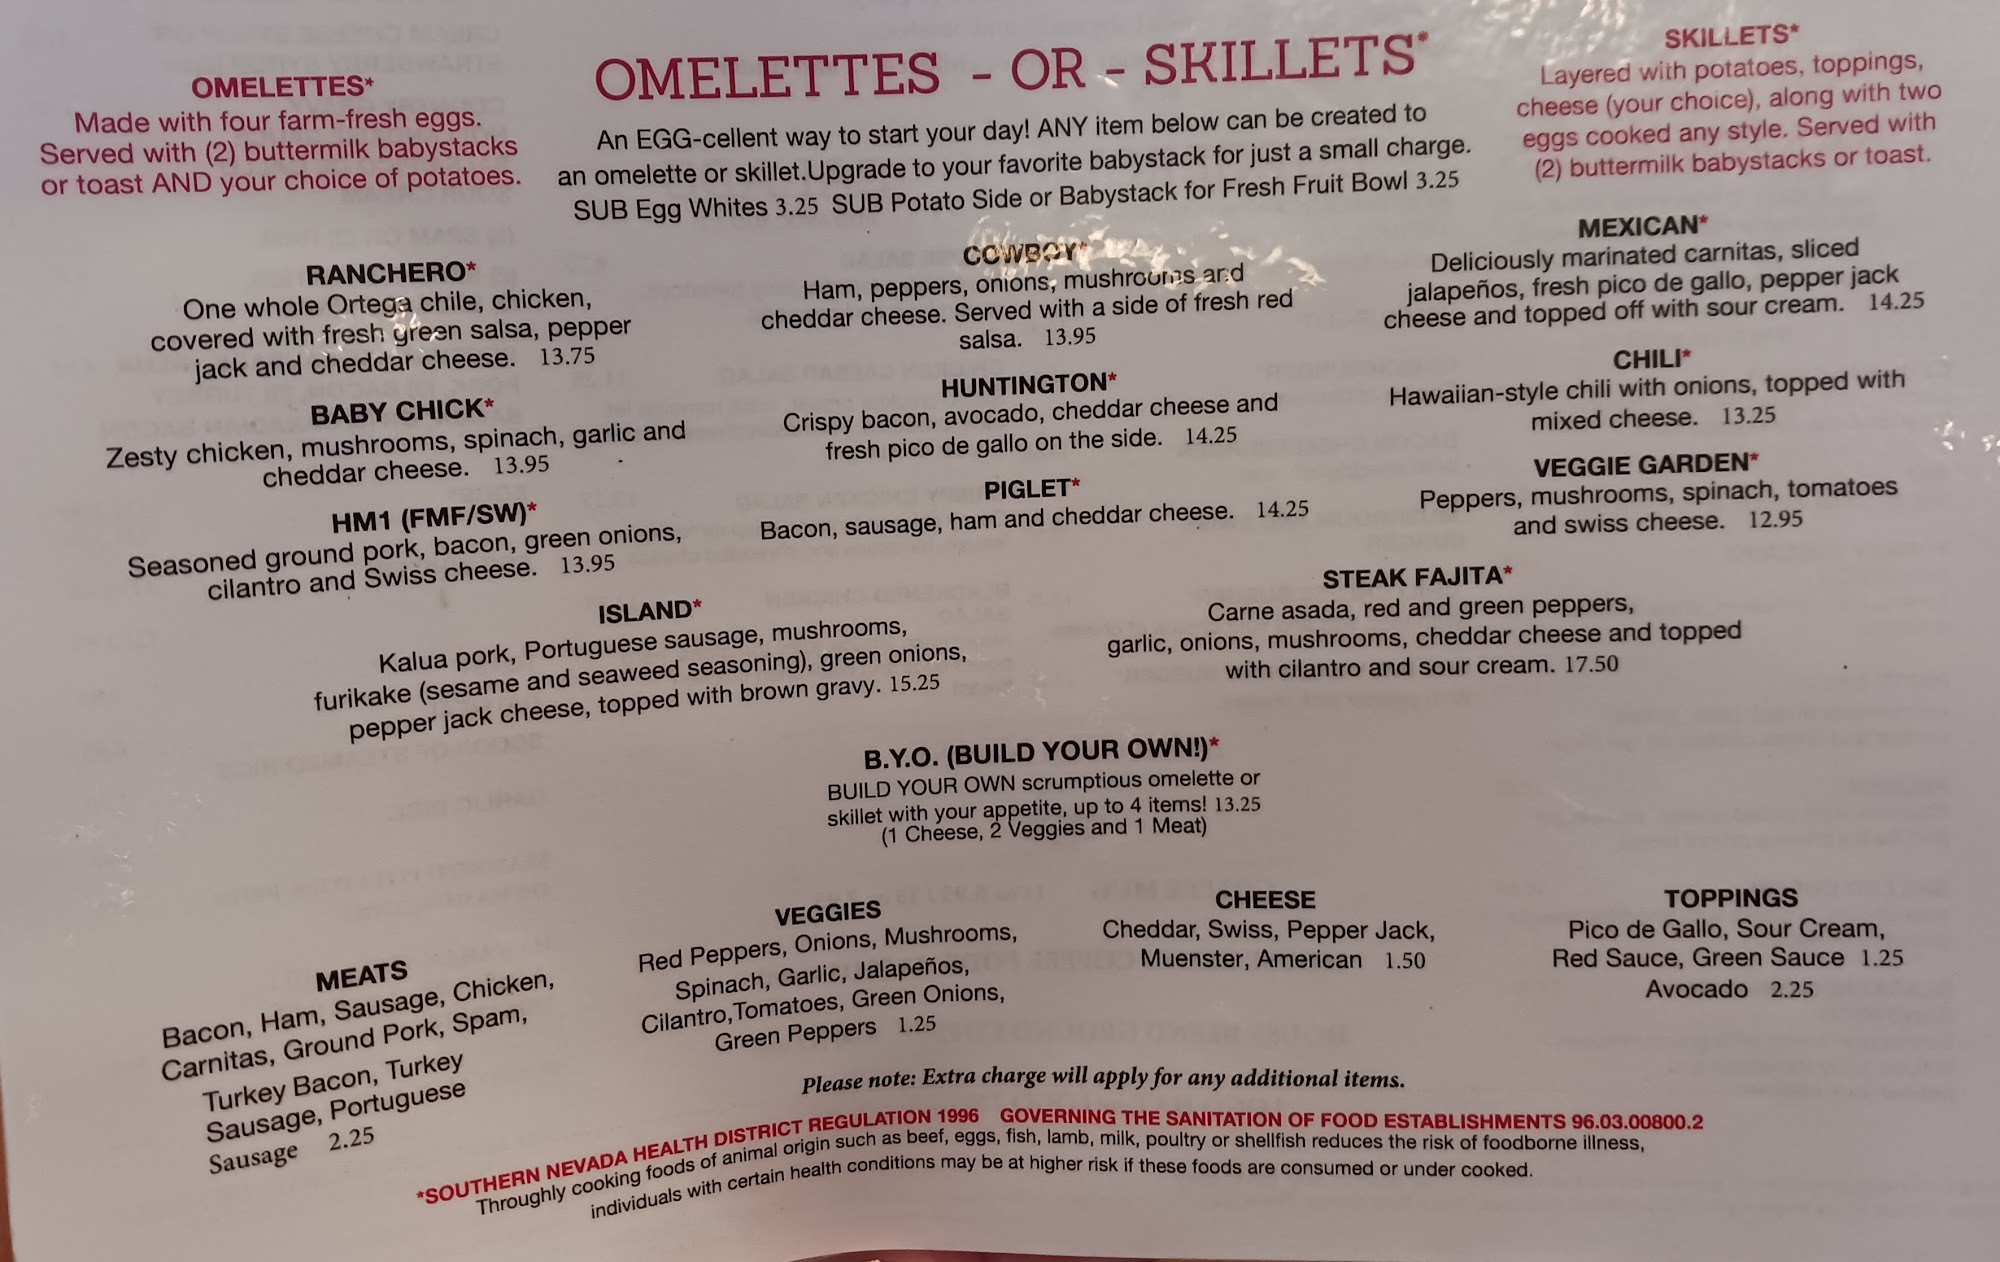 OMELETTES*
Made with four farm-fresh eggs.
Served with (2) buttermilk babystacks
or toast AND your choice of potatoes.
OMELETTES - OR - SKILLETS*
An EGG-cellent way to start your day! ANY item below can be created to
an omelette or skillet.Upgrade to your favorite babystack for just a small charge.
SUB Egg Whites 3.25 SUB Potato Side or Babystack for Fresh Fruit Bowl 3.25
SKILLETS*
Layered with potatoes, toppings,
cheese (your choice), along with two
eggs cooked any style. Served with
(2) buttermilk babystacks or toast.
RANCHERO*
One whole Ortega chile, chicken,
covered with fresh green salsa, pepper
jack and cheddar cheese. 13.75
BABY CHICK*
Zesty chicken, mushrooms, spinach, garlic and
cheddar cheese. 13.95
HM1 (FMF/SW)*
Seasoned ground pork, bacon, green onions,
cilantro and Swiss cheese. 13.95
COWBOY*
Ham, peppers, onions, mushrooms and
cheddar cheese. Served with a side of fresh red
salsa. 13.95
HUNTINGTON*
Crispy bacon, avocado, cheddar cheese and
fresh pico de gallo on the side. 14.25
PIGLET*
Bacon, sausage, ham and cheddar cheese. 14.25
MEXICAN*
Deliciously marinated carnitas, sliced
jalapeños, fresh pico de gallo, pepper jack
cheese and topped off with sour cream. 14.25
CHILI*
Hawaiian-style chili with onions, topped with
mixed cheese. 13.25
VEGGIE GARDEN*
Peppers, mushrooms, spinach, tomatoes
and swiss cheese. 12.95
ISLAND*
Kalua pork, Portuguese sausage, mushrooms,
furikake (sesame and seaweed seasoning), green onions,
pepper jack cheese, topped with brown gravy. 15.25
STEAK FAJITA*
Carne asada, red and green peppers,
garlic, onions, mushrooms, cheddar cheese and topped
with cilantro and sour cream. 17.50
B.Y.O. (BUILD YOUR OWN!)*
BUILD YOUR OWN scrumptious omelette or
skillet with your appetite, up to 4 items! 13.25
(1 Cheese, 2 Veggies and 1 Meat)
MEATS
Bacon, Ham, Sausage, Chicken,
Carnitas, Ground Pork, Spam,
Turkey Bacon, Turkey
Sausage, Portuguese
Sausage 2.25
VEGGIES
Red Peppers, Onions, Mushrooms,
Spinach, Garlic, Jalapeños,
Cilantro,Tomatoes, Green Onions,
Green Peppers 1.25
CHEESE
Cheddar, Swiss, Pepper Jack,
Muenster, American 1.50
TOPPINGS
Pico de Gallo, Sour Cream,
Red Sauce, Green Sauce 1.25
Avocado 2.25
Please note: Extra charge will apply for any additional items.
*SOUTHERN NEVADA HEALTH DISTRICT REGULATION 1996 GOVERNING THE SANITATION OF FOOD ESTABLISHMENTS 96.03.00800.2
Throughly cooking foods of animal origin such as beef, eggs, fish, lamb, milk, poultry or shellfish reduces the risk of foodborne illness,
individuals with certain health conditions may be at higher risk if these foods are consumed or under cooked.